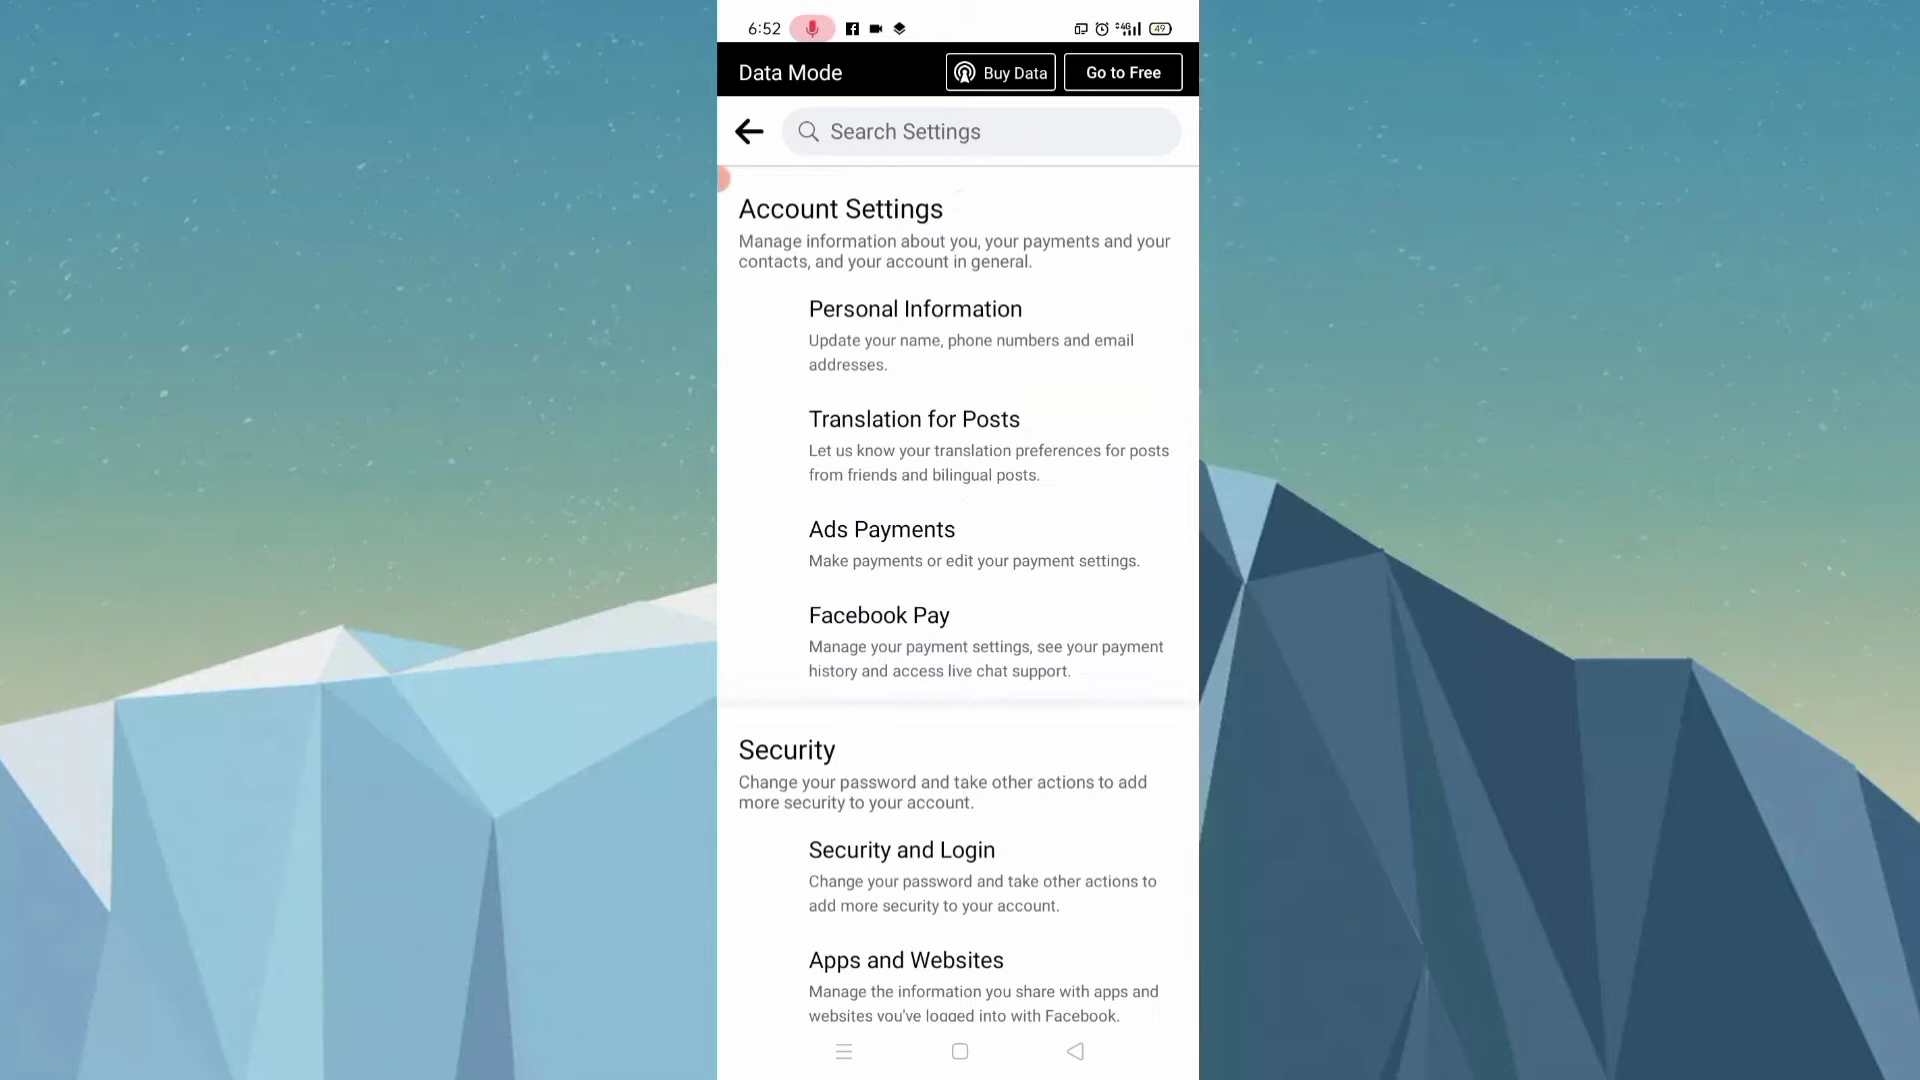 6:52
4G
49
Data Mode
Buy Data
Go to Free
Search Settings
Account Settings
Manage information about you, your payments and your
contacts, and your account in general.
Personal Information
Update your name, phone numbers and email
addresses.
Translation for Posts
Let us know your translation preferences for posts
from friends and bilingual posts.
Ads Payments
Make payments or edit your payment settings.
Facebook Pay
Manage your payment settings, see your payment
history and access live chat support.
Security
Change your password and take other actions to add
more security to your account.
Security and Login
Change your password and take other actions to
add more security to your account.
Apps and Websites
Manage the information you share with apps and
websites you've logged into with Facebook.